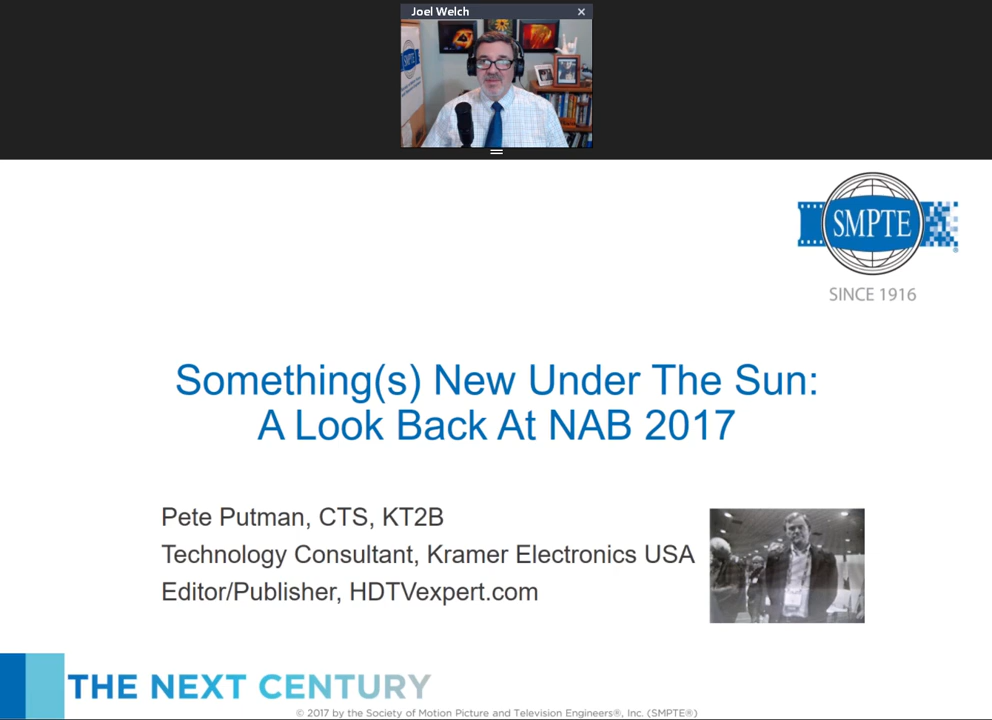 Joel Welch
SMPTE
SINCE 1916
Something(s) New Under The Sun:
A Look Back At NAB 2017
Pete Putman, CTS, KT2B
Technology Consultant, Kramer Electronics USA
Editor/Publisher, HDTVexpert.com
THE NEXT CENTURY
© 2017 by the Society of Motion Picture and Television Engineers®, Inc. (SMPTE®)